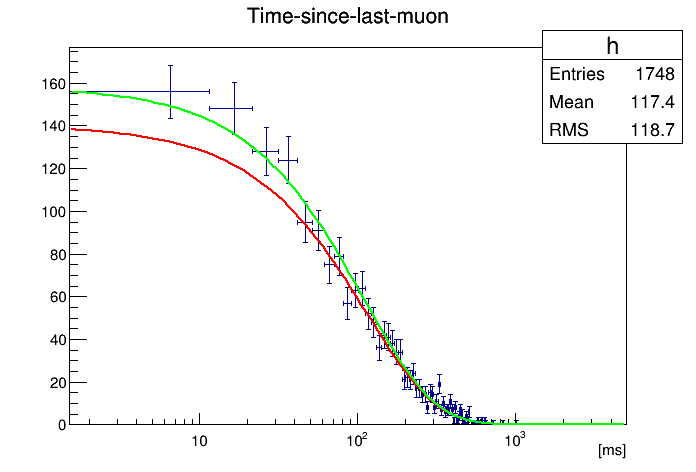 Time-since-last-muon
h
Entries 1748
Mean 117.4
RMS 118.7
160
140
120
100
80
60
40
20
0
10 10² 10³
[ms]